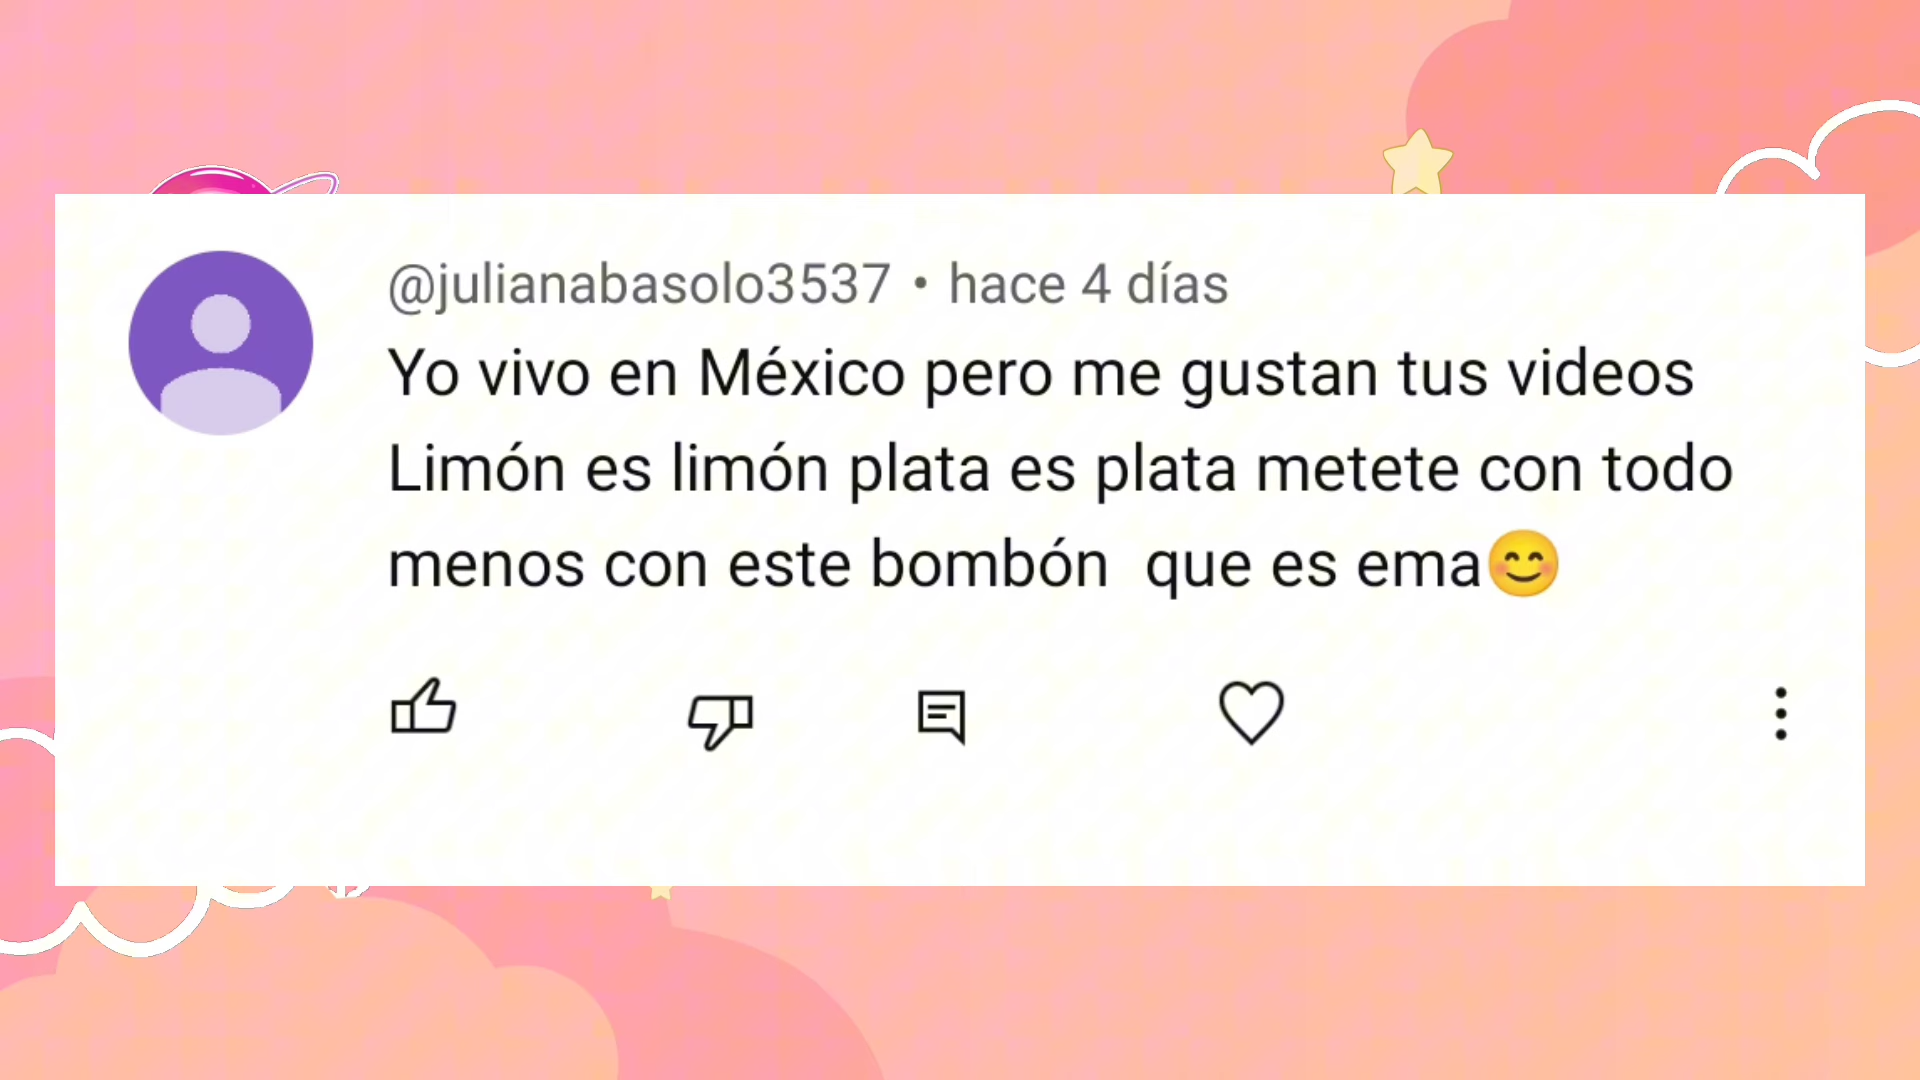 @julianabasolo3537 • hace 4 días
Yo vivo en México pero me gustan tus videos
Limón es limón plata es plata metete con todo
menos con este bombón  que es ema😊